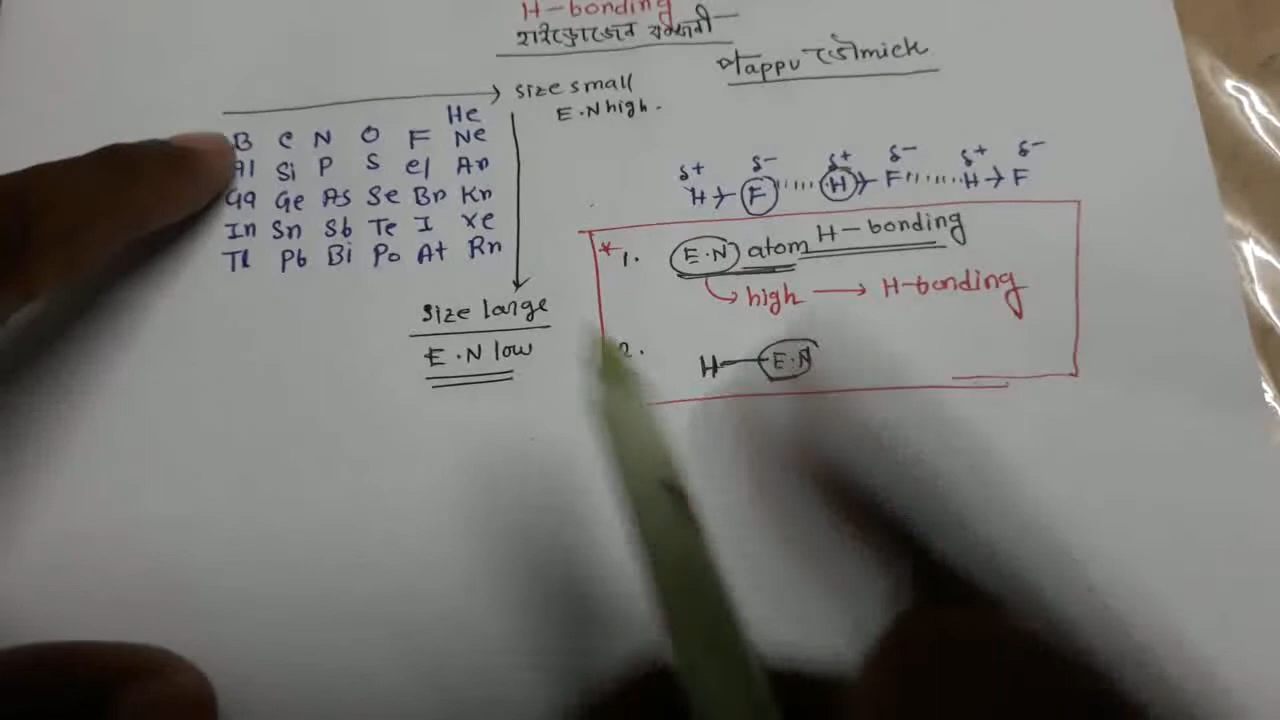 H-bonding
হাইড্রোজেন বন্ধনী
Size small
E.N high.
He
B C N O F Ne
Al Si P S Cl Ar
Ga Ge As Se Br Kr
In Sn Sb Te I Xe
Tl Pb Bi Po At Rn
Size large
E.N low
δ+ δ- δ+ δ- δ+ δ-
H F H F H F
*1. E.N atom H-bonding
high → H-bonding
2. H—E.N